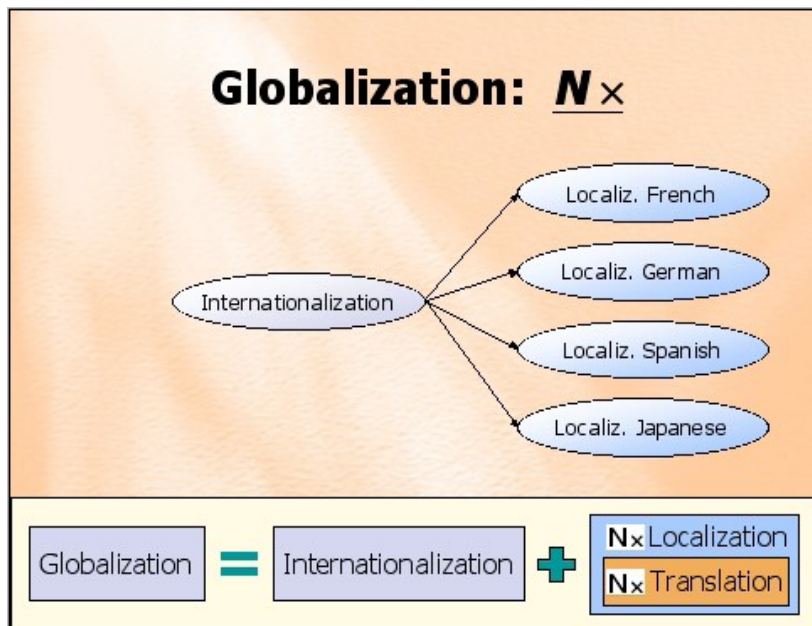 Globalization: N ×
Localiz. French
Localiz. German
Internationalization
Localiz. Spanish
Localiz. Japanese
Globalization = Internationalization + N× Localization
N× Translation